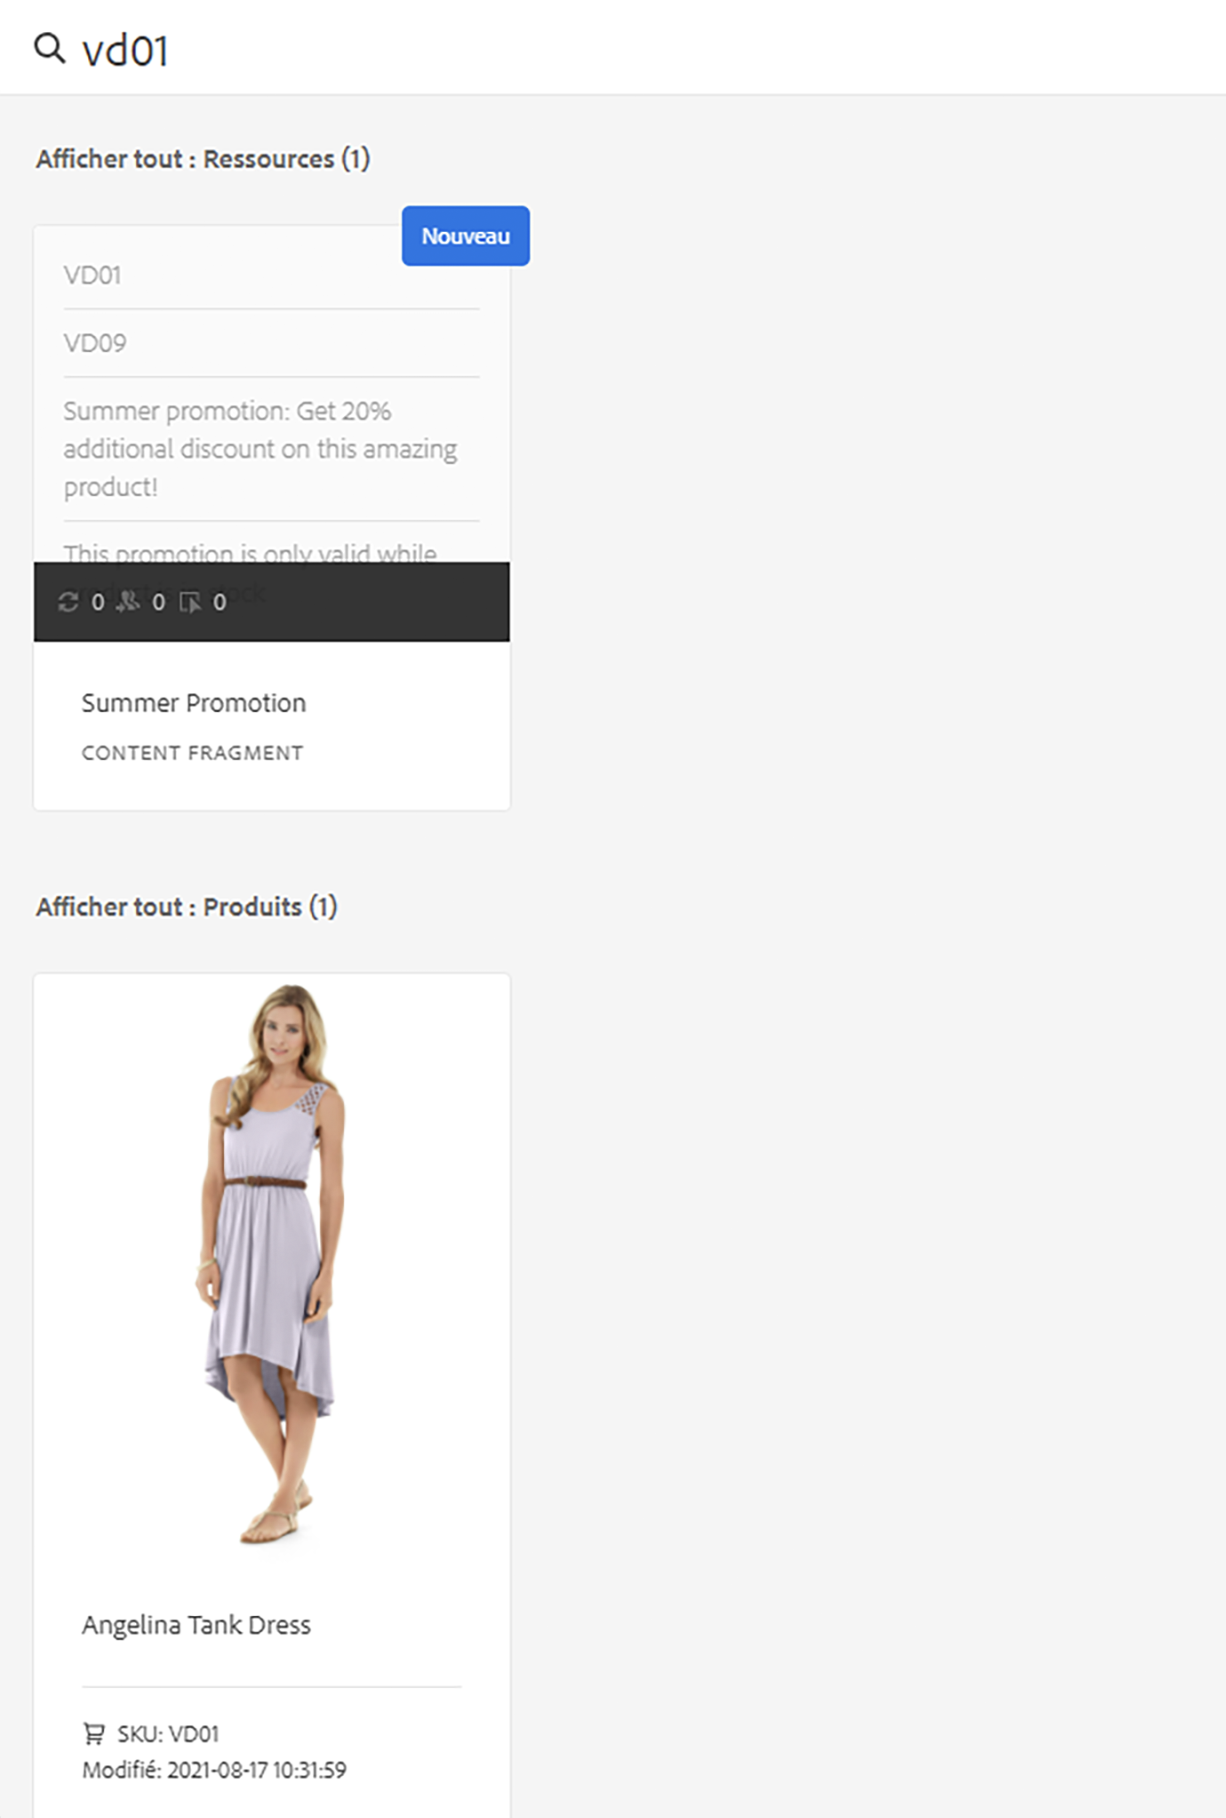 vd01
Afficher tout : Ressources (1)
Nouveau
VD01
VD09
Summer promotion: Get 20%
additional discount on this amazing
product!
This promotion is only valid while
0 0 0
Summer Promotion
CONTENT FRAGMENT
Afficher tout : Produits (1)
Angelina Tank Dress
SKU: VD01
Modifié: 2021-08-17 10:31:59